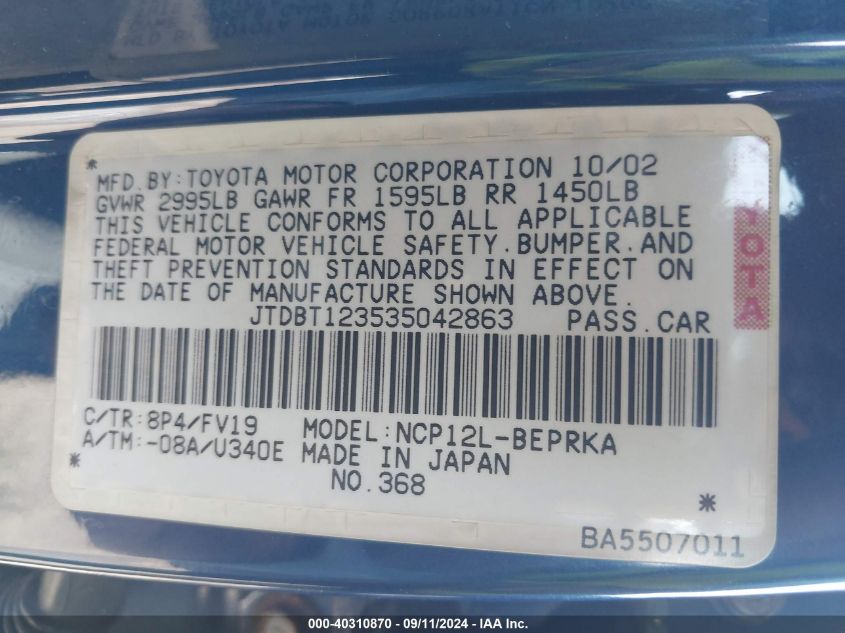 MFD.BY:TOYOTA MOTOR CORPORATION 10/02
GVWR 2995LB GAWR FR 1595LB RR 1450LB
THIS VEHICLE CONFORMS TO ALL APPLICABLE
FEDERAL MOTOR VEHICLE SAFETY.BUMPER.AND
THEFT PREVENTION STANDARDS IN EFFECT ON
THE DATE OF MANUFACTURE SHOWN ABOVE.
JTDBT123535042863 PASS.CAR
TOYOTA
C/TR:8P4/FV19 MODEL:NCP12L-BEPRKA
A/TM:-08A/U340E MADE IN JAPAN
NO.368
BA5507011
000-40310870 - 09/11/2024 - IAA Inc.